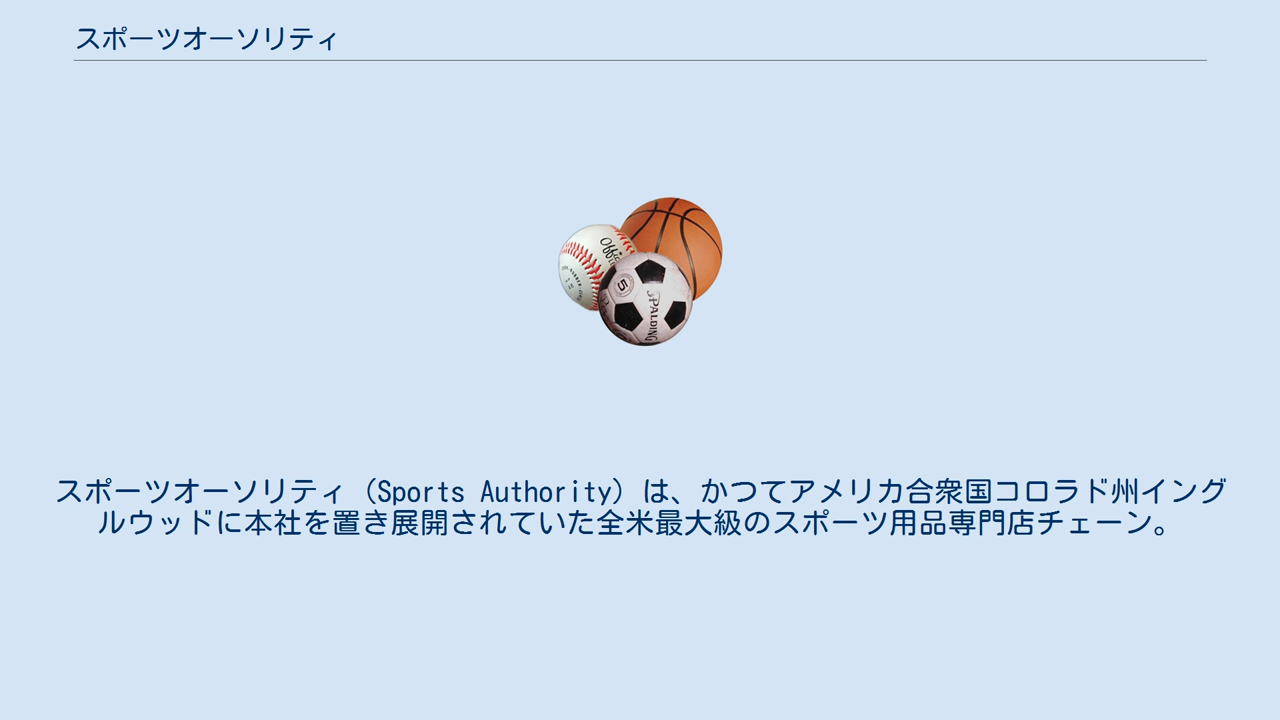 スポーツオーソリティ
Offic
5
SPALDING
スポーツオーソリティ（Sports Authority）は、かつてアメリカ合衆国コロラド州イング
ルウッドに本社を置き展開されていた全米最大級のスポーツ用品専門店チェーン。